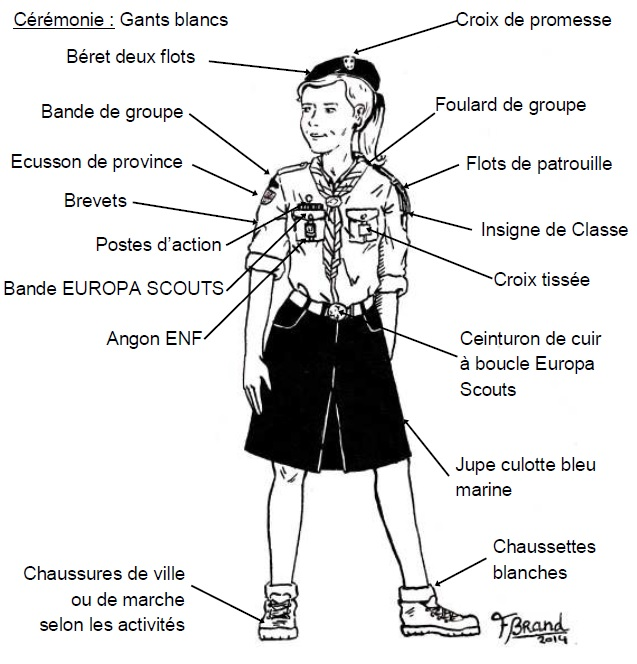 Cérémonie : Gants blancs
Croix de promesse
Béret deux flots
Bande de groupe
Foulard de groupe
Ecusson de province
Flots de patrouille
Brevets
Insigne de Classe
Postes d’action
Croix tissée
Bande EUROPA SCOUTS
Angon ENF
Ceinturon de cuir
à boucle Europa
Scouts
Jupe culotte bleu
marine
Chaussettes
blanches
Chaussures de ville
ou de marche
selon les activités
F BRAND
2014